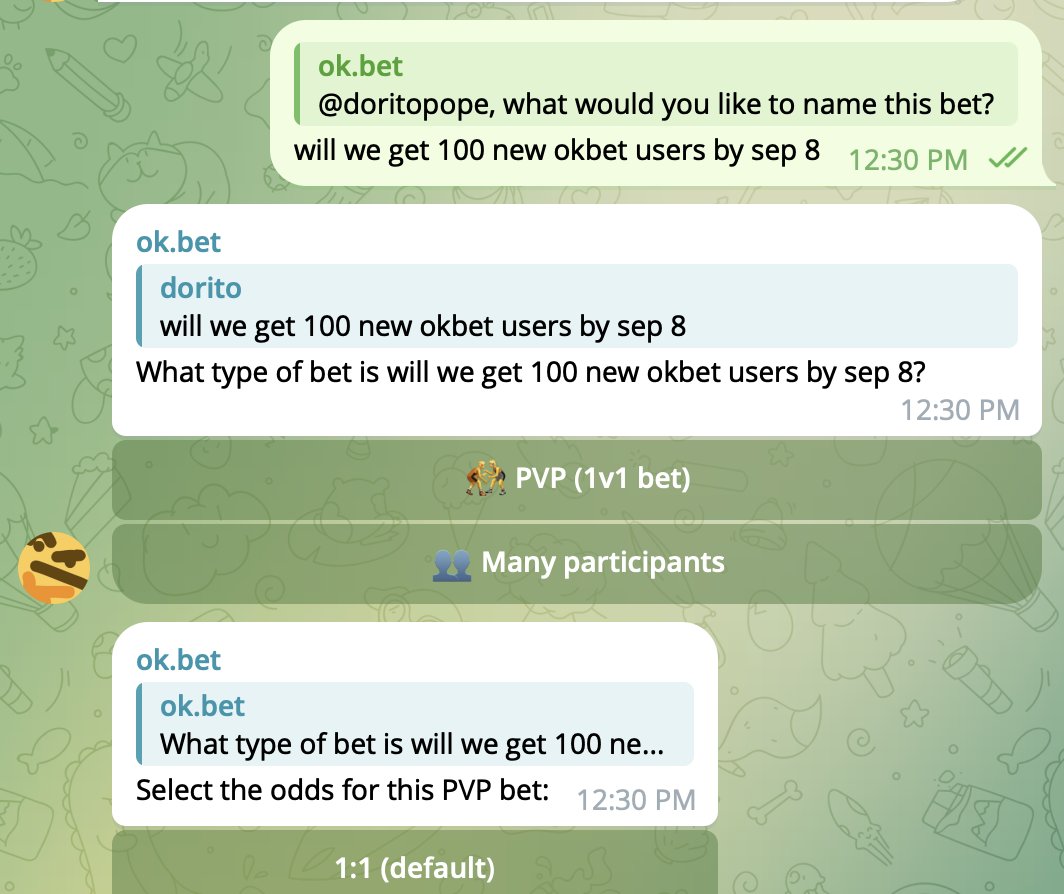 ok.bet
@doritopope, what would you like to name this bet?
will we get 100 new okbet users by sep 8
12:30 PM
ok.bet
dorito
will we get 100 new okbet users by sep 8
What type of bet is will we get 100 new okbet users by sep 8?
12:30 PM
PVP (1v1 bet)
Many participants
ok.bet
ok.bet
What type of bet is will we get 100 ne...
Select the odds for this PVP bet:
12:30 PM
1:1 (default)